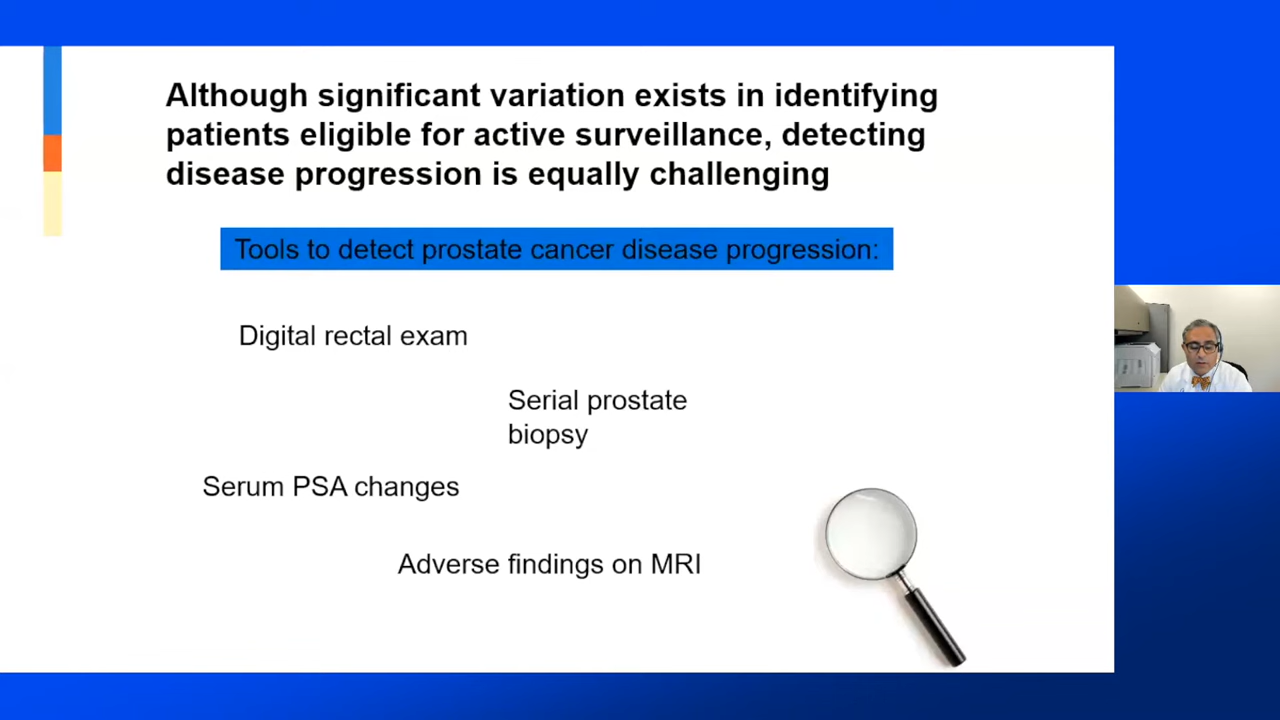 Although significant variation exists in identifying
patients eligible for active surveillance, detecting
disease progression is equally challenging
Tools to detect prostate cancer disease progression:
Digital rectal exam
Serial prostate
biopsy
Serum PSA changes
Adverse findings on MRI